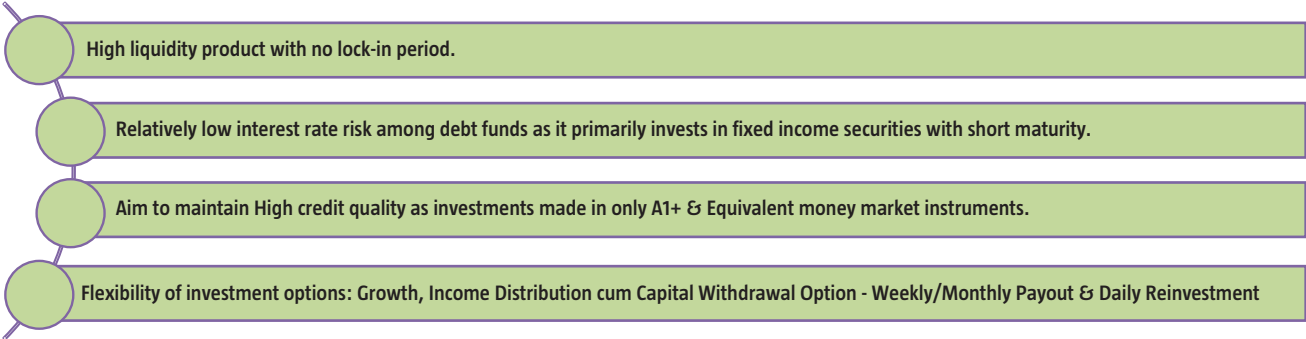 High liquidity product with no lock-in period.
Relatively low interest rate risk among debt funds as it primarily invests in fixed income securities with short maturity.
Aim to maintain High credit quality as investments made in only A1+ & Equivalent money market instruments.
Flexibility of investment options: Growth, Income Distribution cum Capital Withdrawal Option - Weekly/Monthly Payout & Daily Reinvestment